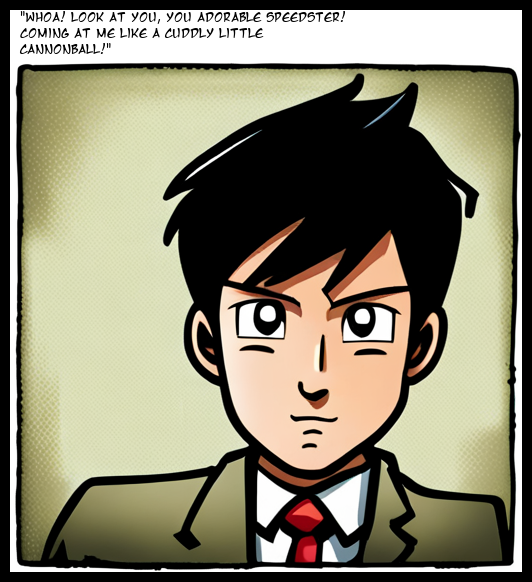 "WHOA! LOOK AT YOU, YOU ADORABLE SPEEDSTER!
COMING AT ME LIKE A CUDDLY LITTLE
CANNONBALL!"